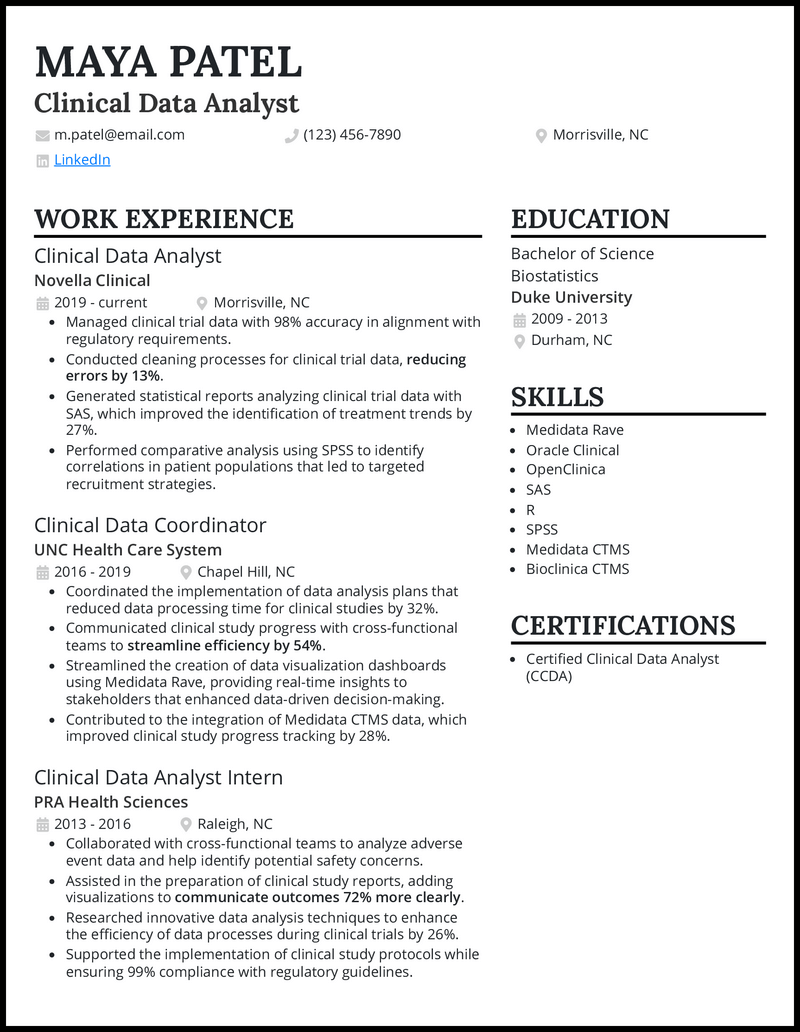 MAYA PATEL
Clinical Data Analyst
m.patel@email.com (123) 456-7890 Morrisville, NC
LinkedIn
WORK EXPERIENCE
Clinical Data Analyst
Novella Clinical
2019 - current Morrisville, NC
• Managed clinical trial data with 98% accuracy in alignment with
regulatory requirements.
• Conducted cleaning processes for clinical trial data, reducing
errors by 13%.
• Generated statistical reports analyzing clinical trial data with
SAS, which improved the identification of treatment trends by
27%.
• Performed comparative analysis using SPSS to identify
correlations in patient populations that led to targeted
recruitment strategies.
Clinical Data Coordinator
UNC Health Care System
2016 - 2019 Chapel Hill, NC
• Coordinated the implementation of data analysis plans that
reduced data processing time for clinical studies by 32%.
• Communicated clinical study progress with cross-functional
teams to streamline efficiency by 54%.
• Streamlined the creation of data visualization dashboards
using Medidata Rave, providing real-time insights to
stakeholders that enhanced data-driven decision-making.
• Contributed to the integration of Medidata CTMS data, which
improved clinical study progress tracking by 28%.
Clinical Data Analyst Intern
PRA Health Sciences
2013 - 2016 Raleigh, NC
• Collaborated with cross-functional teams to analyze adverse
event data and help identify potential safety concerns.
• Assisted in the preparation of clinical study reports, adding
visualizations to communicate outcomes 72% more clearly.
• Researched innovative data analysis techniques to enhance
the efficiency of data processes during clinical trials by 26%.
• Supported the implementation of clinical study protocols while
ensuring 99% compliance with regulatory guidelines.
EDUCATION
Bachelor of Science
Biostatistics
Duke University
2009 - 2013
Durham, NC
SKILLS
• Medidata Rave
• Oracle Clinical
• OpenClinica
• SAS
• R
• SPSS
• Medidata CTMS
• Bioclinica CTMS
CERTIFICATIONS
• Certified Clinical Data Analyst
(CCDA)